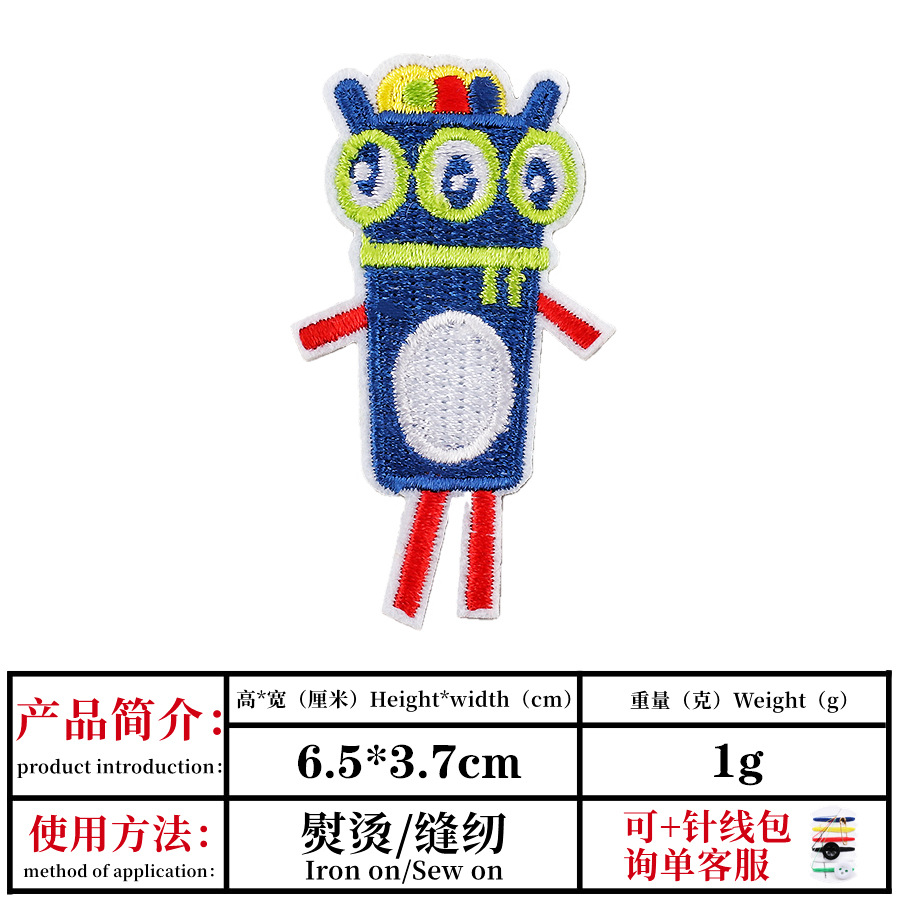 产品简介：
product introduction：
高*宽（厘米）Height*width（cm）
重量（克）Weight（g）
6.5*3.7cm
1g
使用方法：
method of application：
熨烫/缝纫
Iron on/Sew on
可+针线包
询单客服